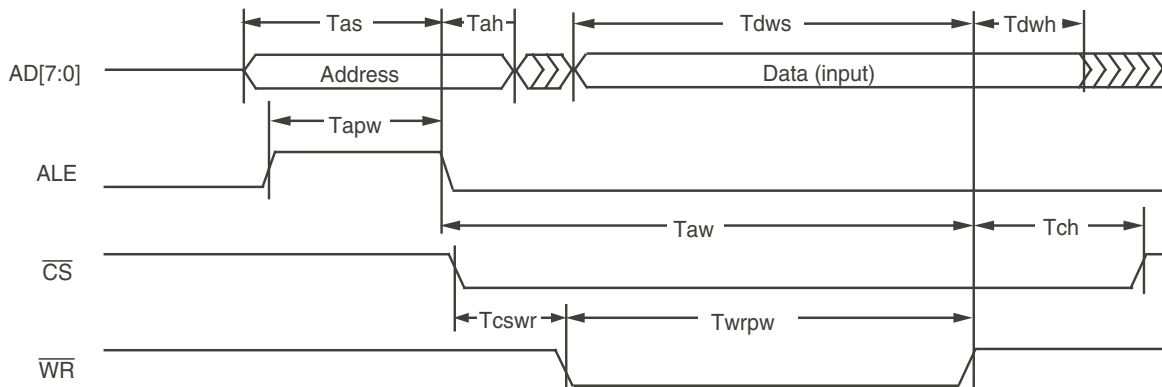 Tas Tah Tdws Tdwh
AD[7:0] Address Data (input)
Tapw
ALE
Taw Tch
CS
Tcswr Twrpw
WR